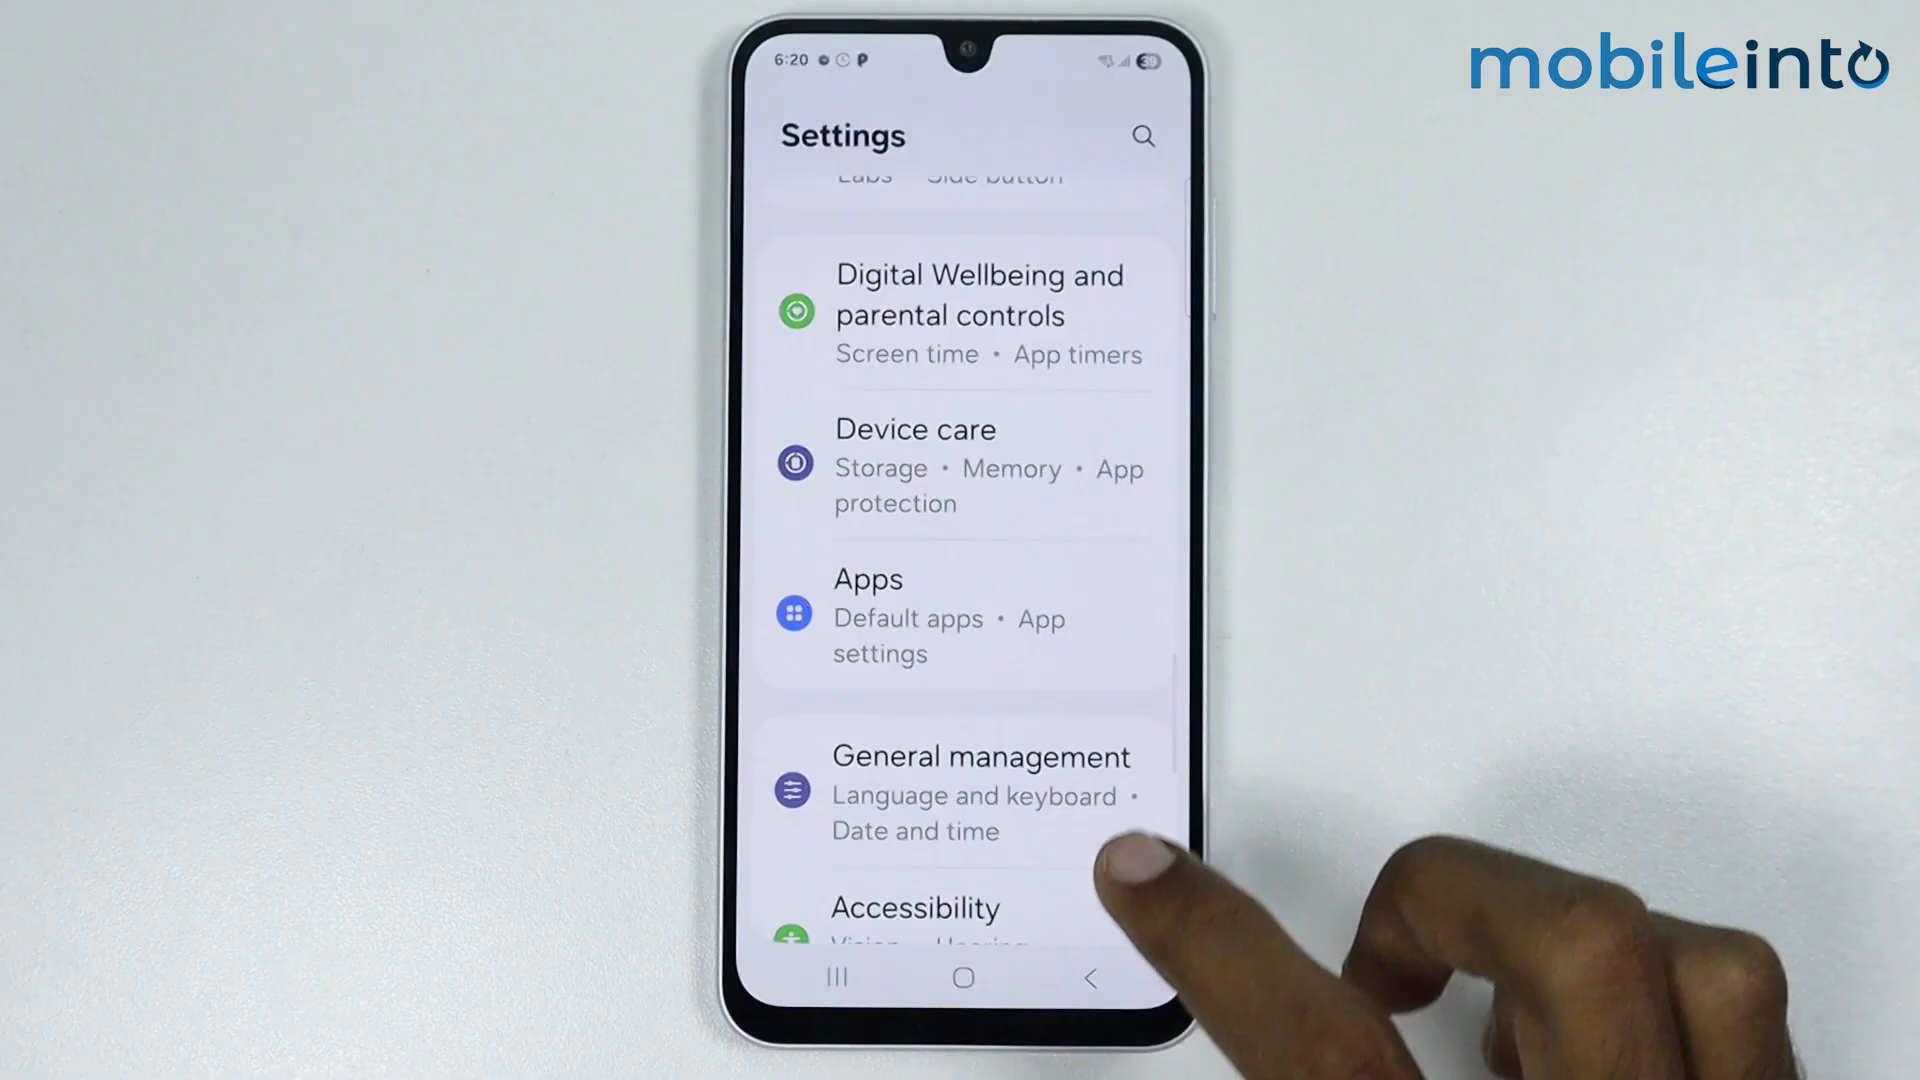 mobileinto
6:20
39
Settings
Labs Side button
Digital Wellbeing and
parental controls
Screen time • App timers
Device care
Storage • Memory • App
protection
Apps
Default apps • App
settings
General management
Language and keyboard •
Date and time
Accessibility
Vision Hearing